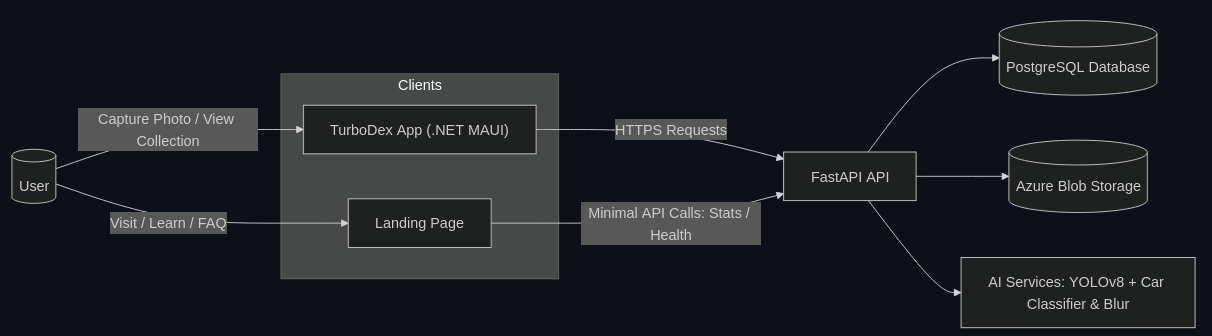 Clients
Capture Photo / View
Collection
TurboDex App (.NET MAUI)
HTTPS Requests
User
Visit / Learn / FAQ
Landing Page
Minimal API Calls: Stats /
Health
FastAPI API
PostgreSQL Database
Azure Blob Storage
AI Services: YOLOv8 + Car
Classifier & Blur